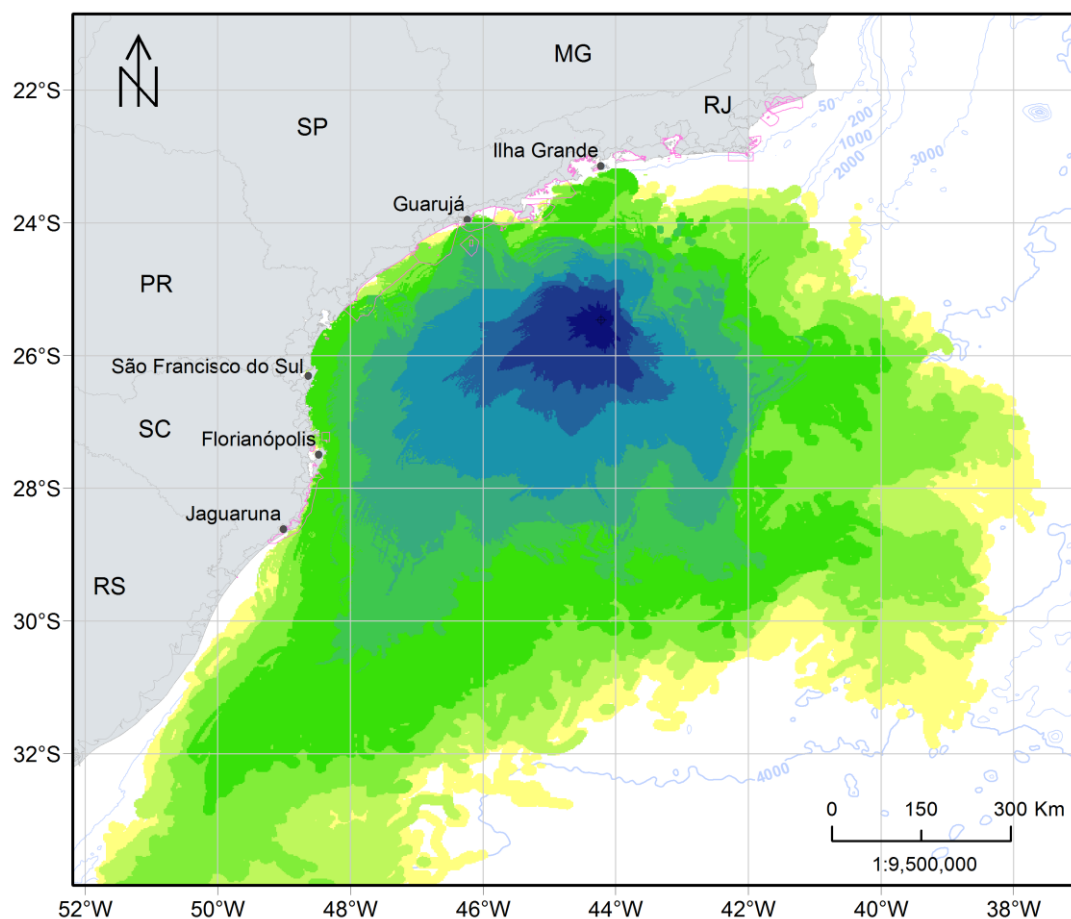 N
MG
22°S
RJ
50
200
1000
2000
3000
SP
Ilha Grande
Guarujá
24°S
PR
26°S
São Francisco do Sul
SC
Florianópolis
28°S
Jaguaruna
RS
30°S
32°S
4000
0 150 300 Km
1:9,500,000
52°W 50°W 48°W 46°W 44°W 42°W 40°W 38°W